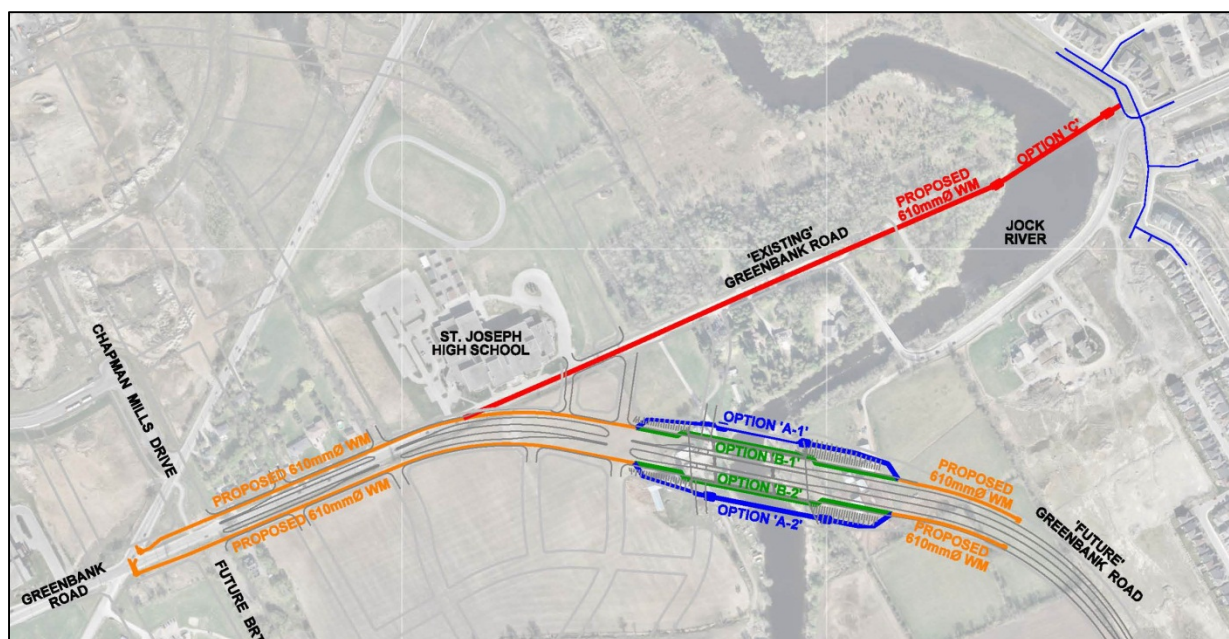 OPTION 'C'
PROPOSED
610mmØ WM
'EXISTING'
GREENBANK ROAD
JOCK
RIVER
ST. JOSEPH
HIGH SCHOOL
CHAPMAN MILLS DRIVE
OPTION 'A-1'
OPTION 'B-1'
OPTION 'B-2'
OPTION 'A-2'
PROPOSED 610mmØ WM
PROPOSED 610mmØ WM
PROPOSED
610mmØ WM
PROPOSED
610mmØ WM
'FUTURE'
GREENBANK ROAD
GREENBANK
ROAD
FUTURE BRT